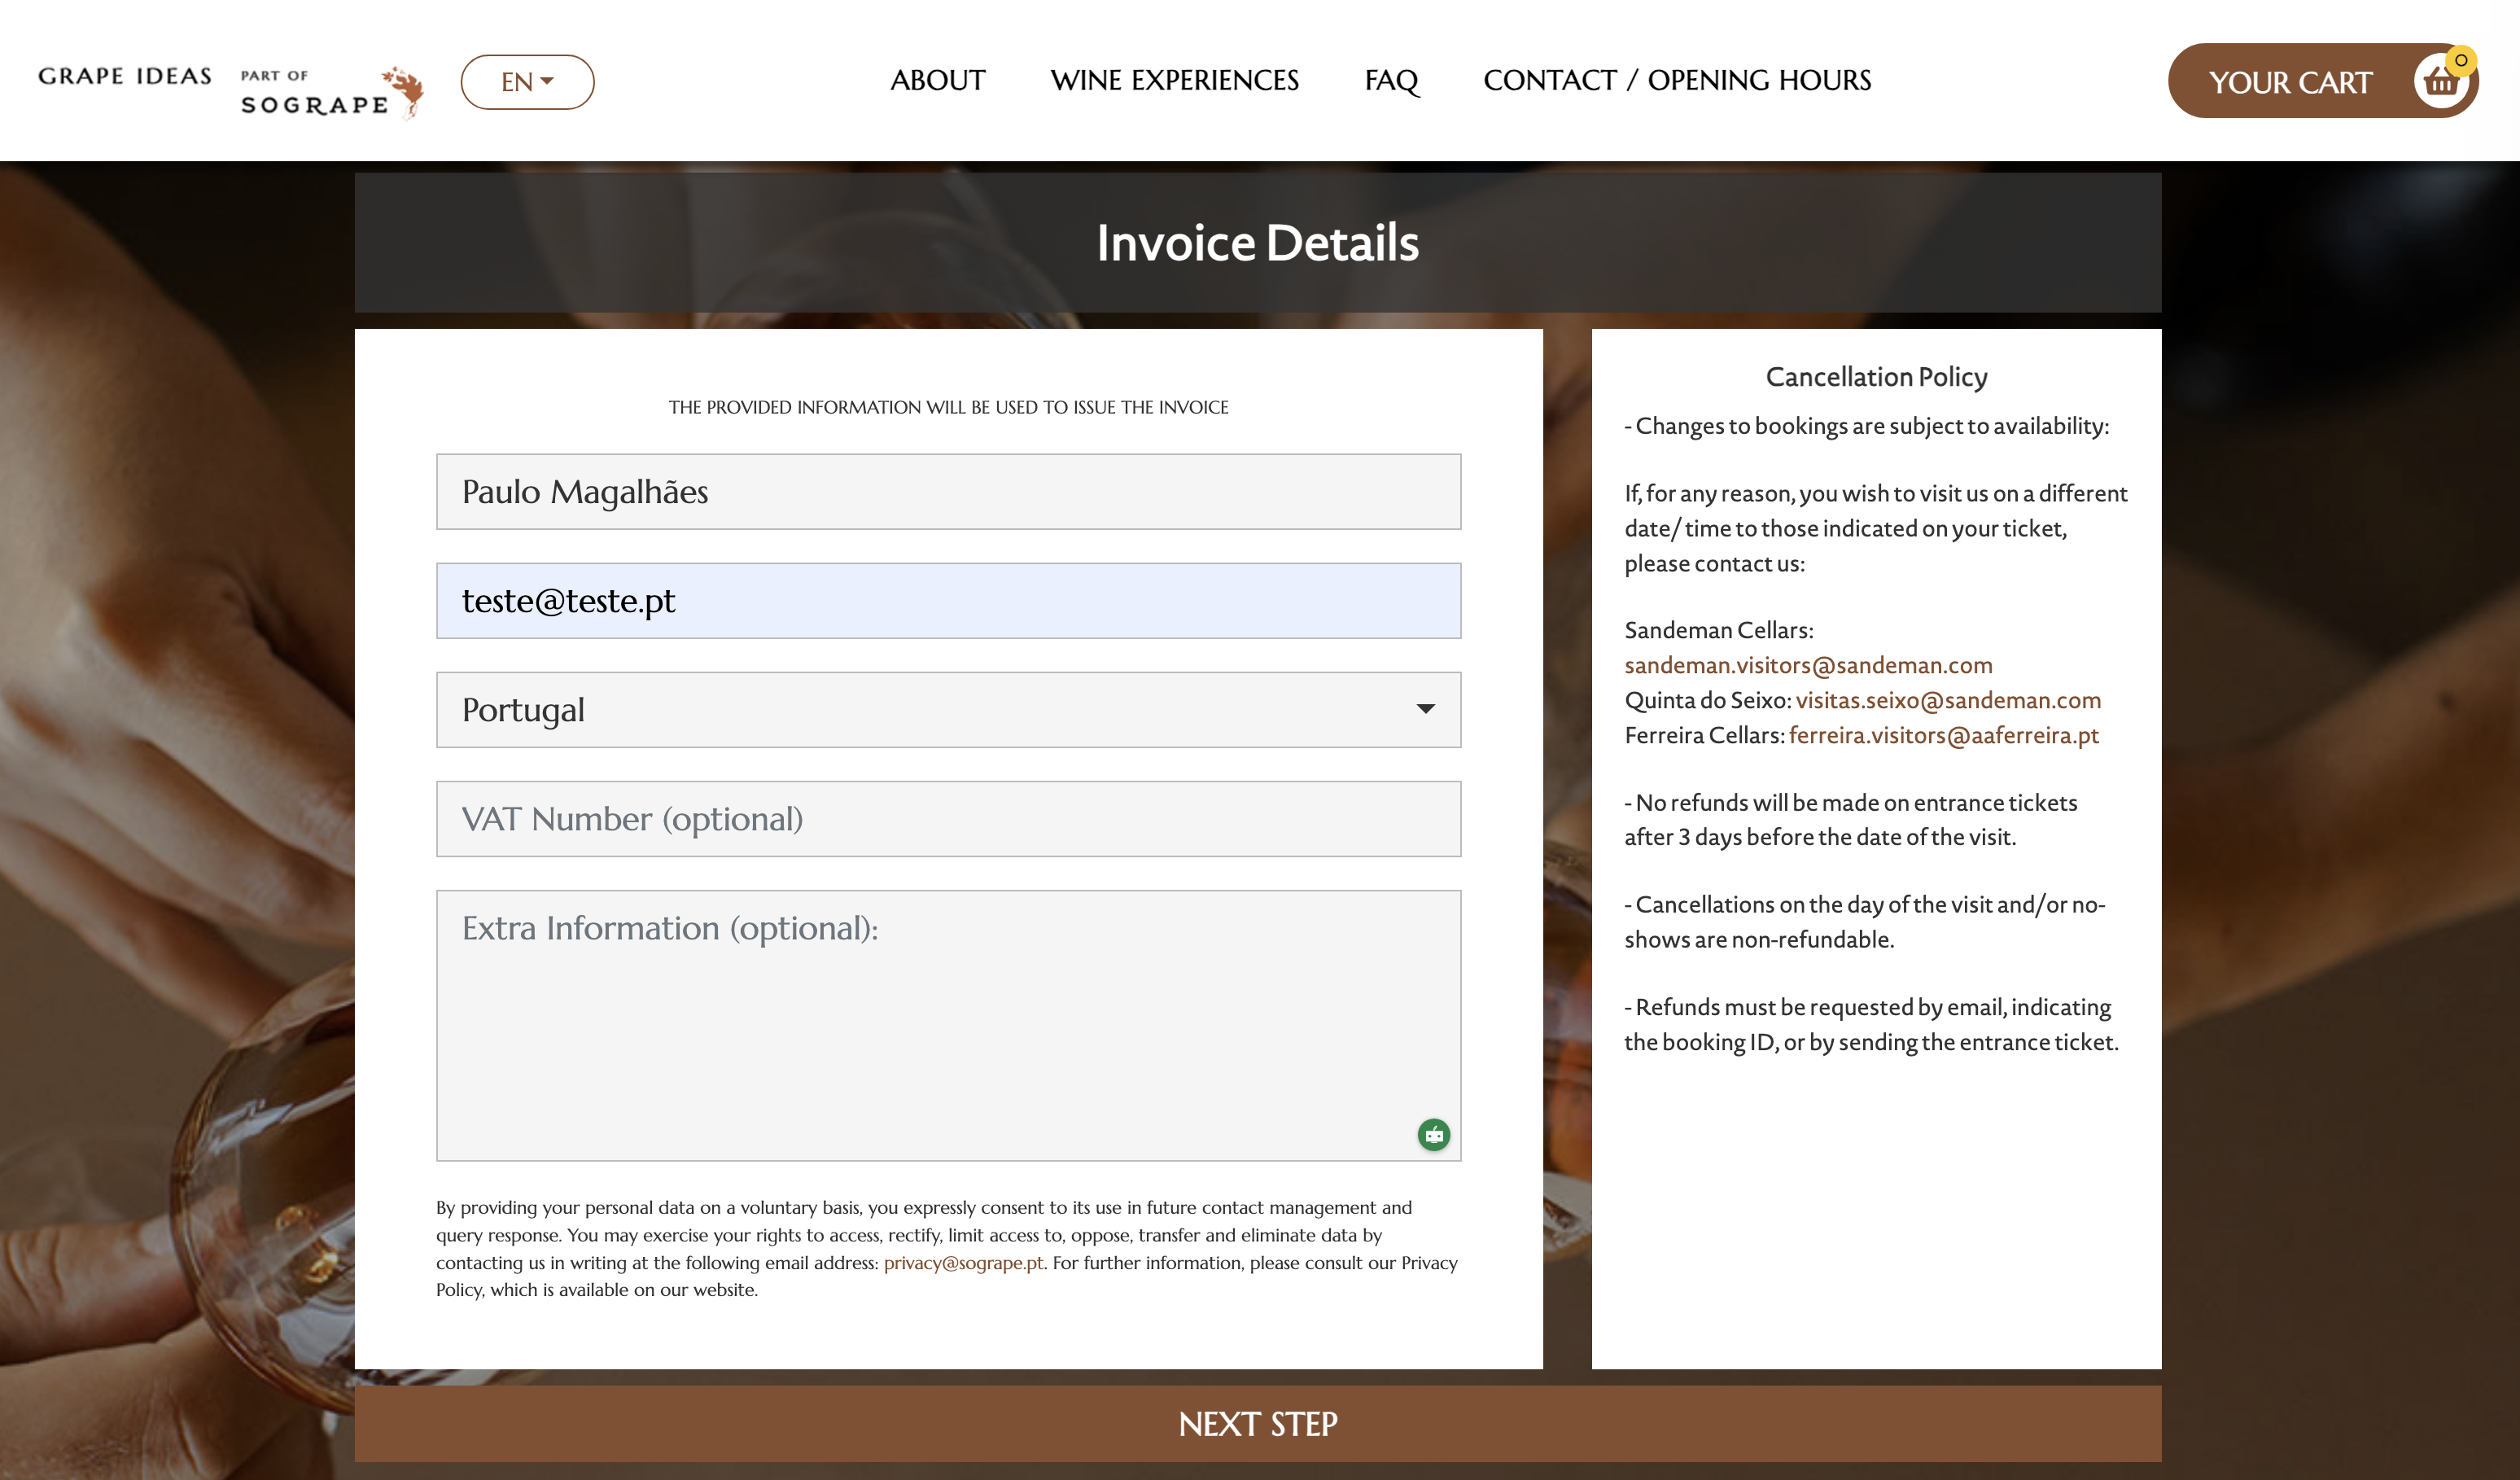 GRAPE IDEAS
PART OF
SOGRAPE
EN
ABOUT
WINE EXPERIENCES
FAQ
CONTACT / OPENING HOURS
YOUR CART
0
Invoice Details
THE PROVIDED INFORMATION WILL BE USED TO ISSUE THE INVOICE
Paulo Magalhães
teste@teste.pt
Portugal
VAT Number (optional)
Extra Information (optional):
By providing your personal data on a voluntary basis, you expressly consent to its use in future contact management and
query response. You may exercise your rights to access, rectify, limit access to, oppose, transfer and eliminate data by
contacting us in writing at the following email address: privacy@sogrape.pt. For further information, please consult our Privacy
Policy, which is available on our website.
Cancellation Policy
- Changes to bookings are subject to availability:
If, for any reason, you wish to visit us on a different
date/ time to those indicated on your ticket,
please contact us:
Sandeman Cellars:
sandeman.visitors@sandeman.com
Quinta do Seixo: visitas.seixo@sandeman.com
Ferreira Cellars: ferreira.visitors@aaferreira.pt
- No refunds will be made on entrance tickets
after 3 days before the date of the visit.
- Cancellations on the day of the visit and/or no-
shows are non-refundable.
- Refunds must be requested by email, indicating
the booking ID, or by sending the entrance ticket.
NEXT STEP